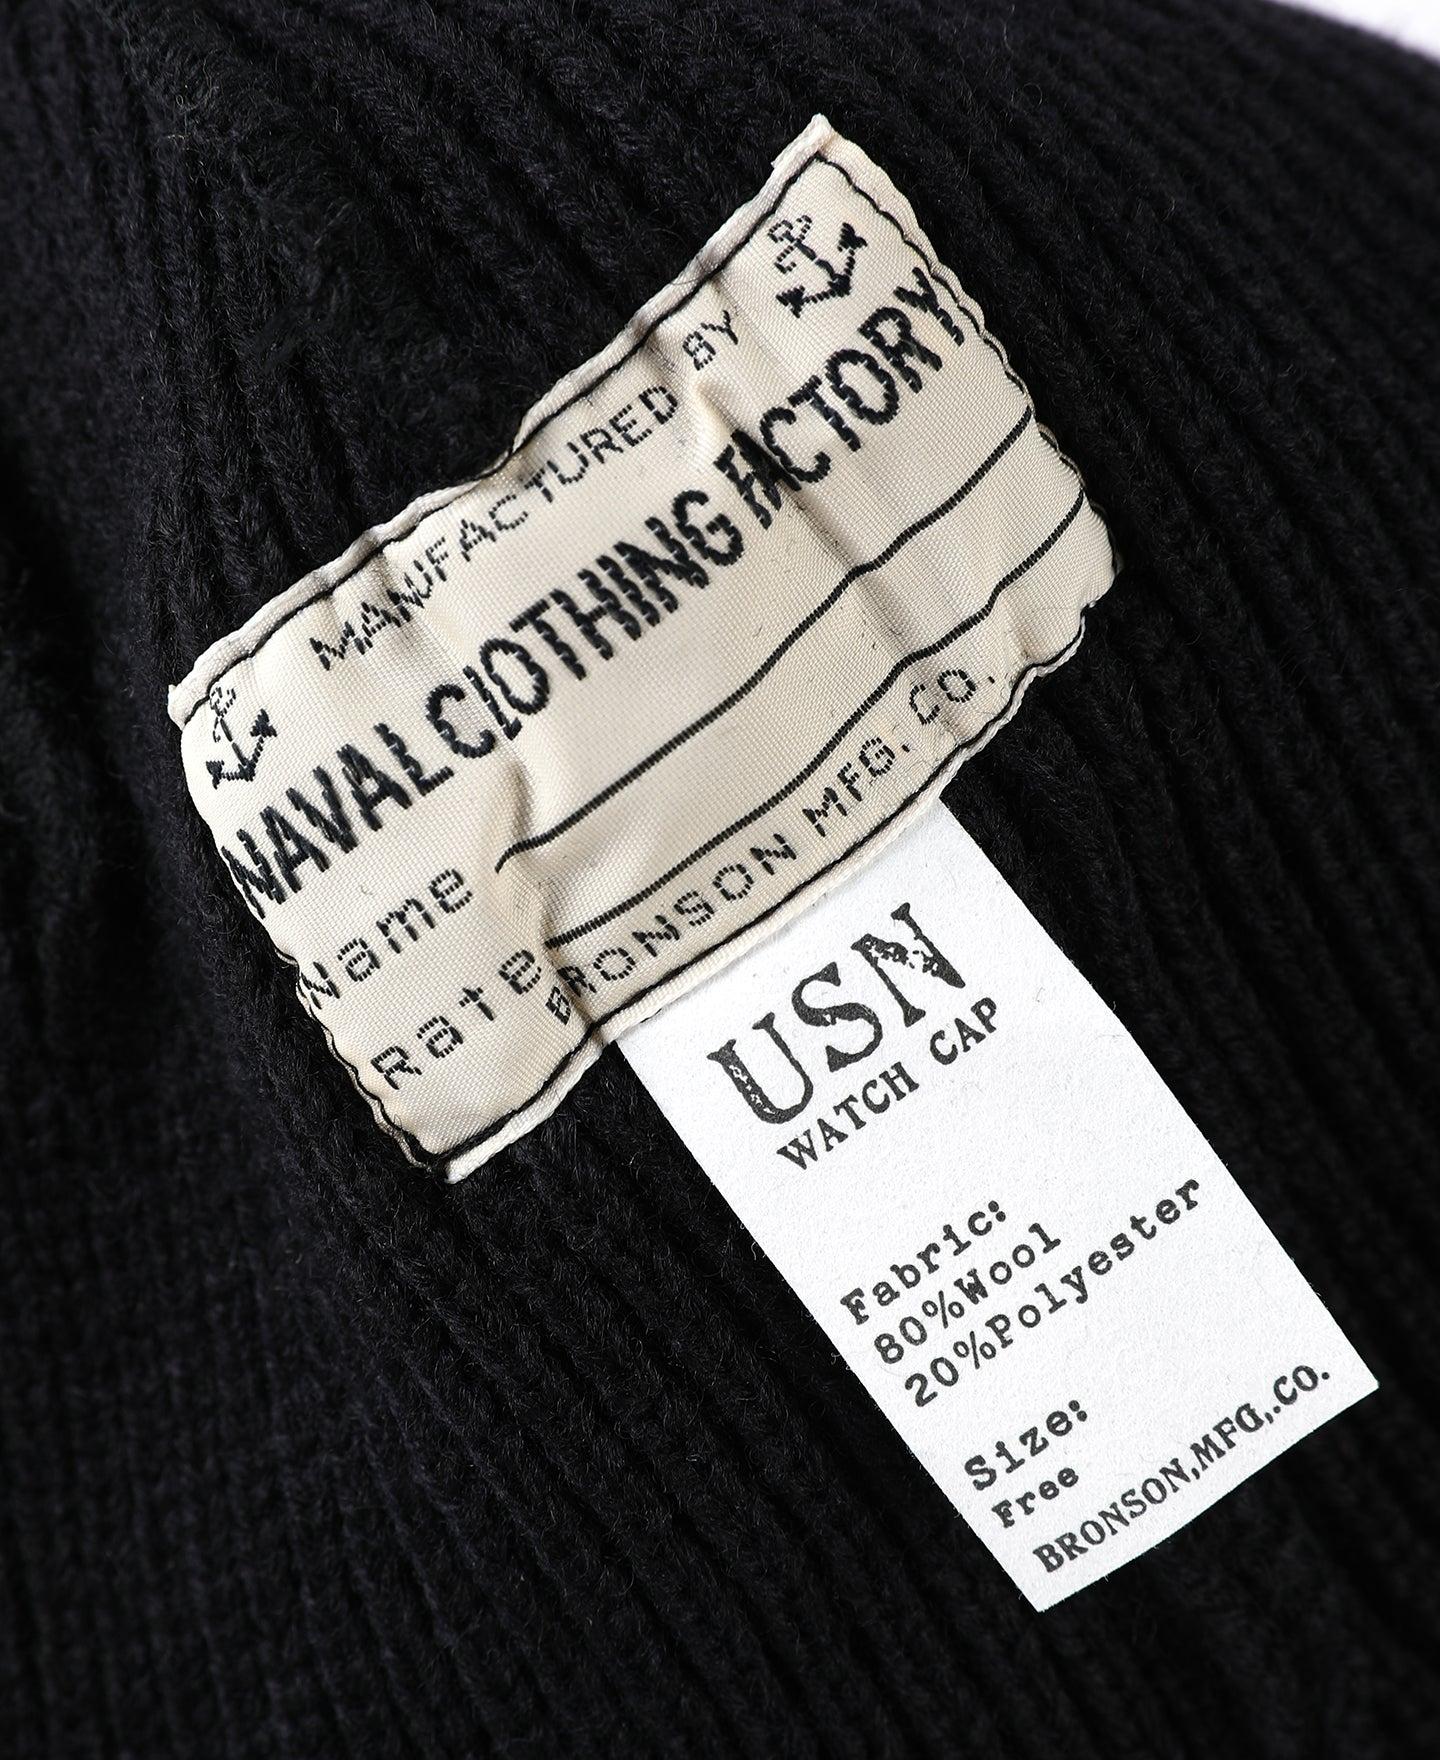 MANUFACTURED BY
NAVAL CLOTHING FACTORY
Name
Rate
BRONSON MFG. CO.
USN
WATCH CAP
Fabric:
80%Wool
20%Polyester
Size:
Free
BRONSON,MFG,.CO.